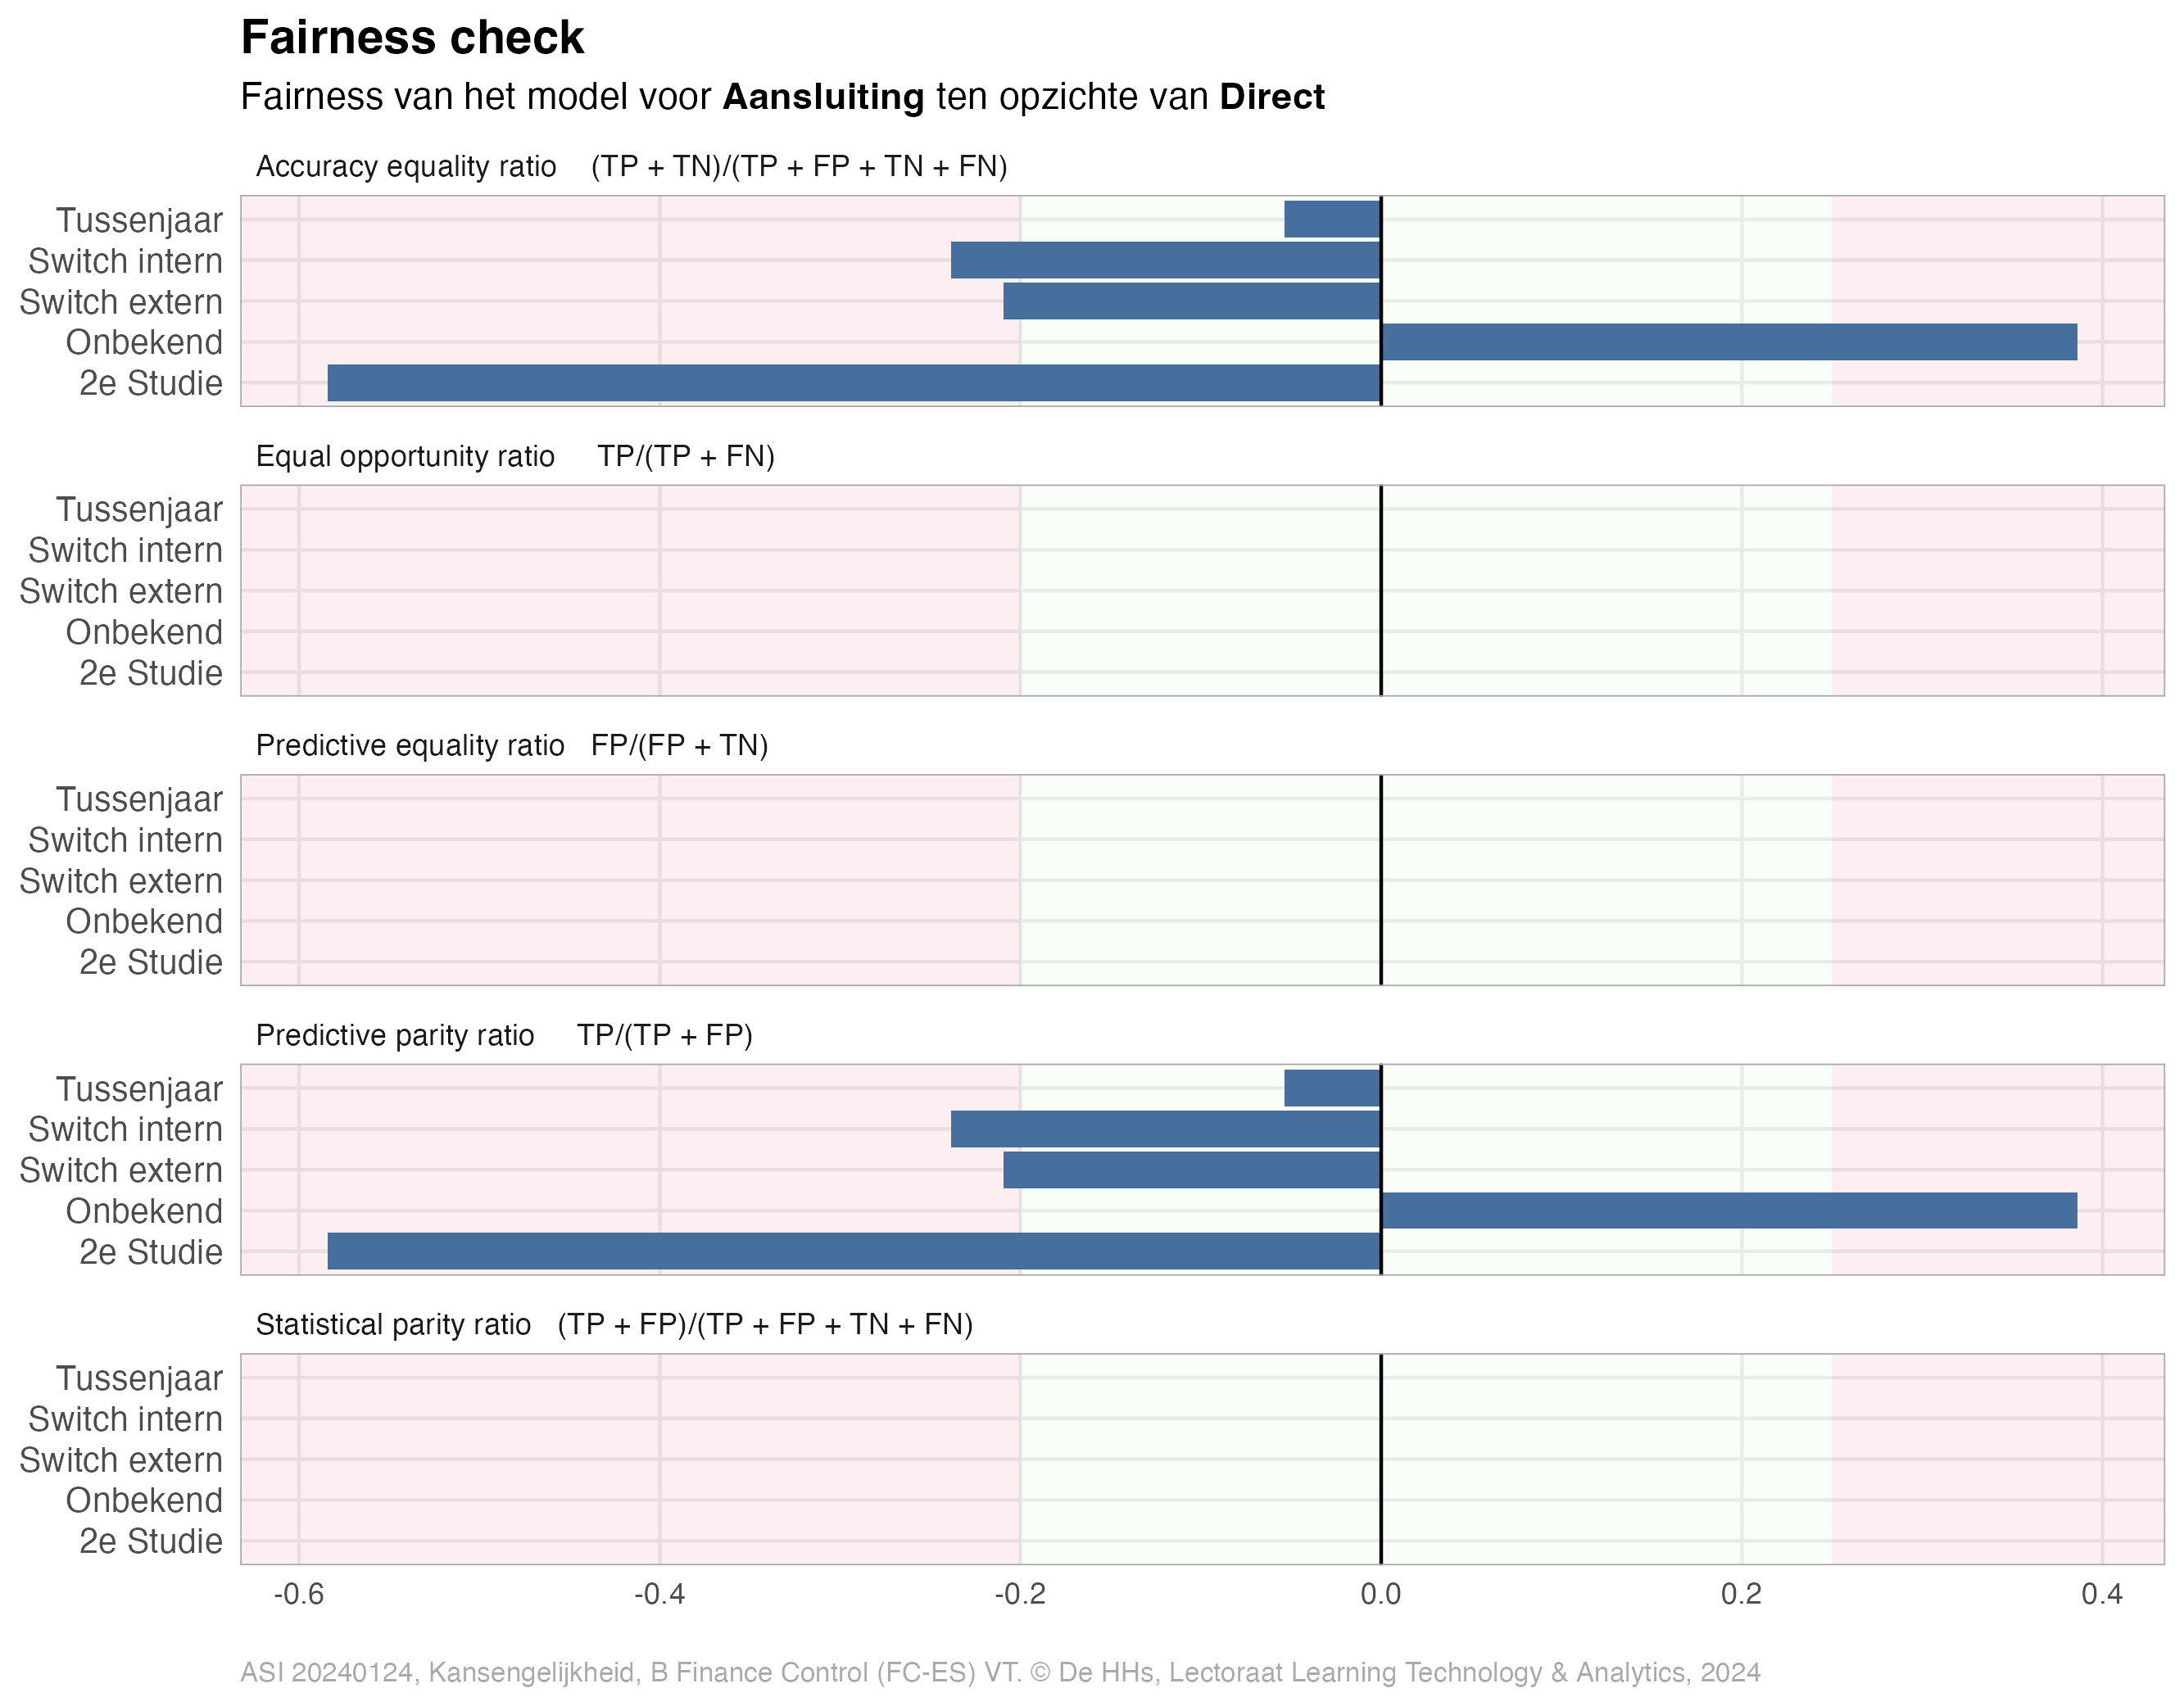 Fairness check
Fairness van het model voor Aansluiting ten opzichte van Direct
Accuracy equality ratio (TP + TN)/(TP + FP + TN + FN)
Tussenjaar
Switch intern
Switch extern
Onbekend
2e Studie
Equal opportunity ratio TP/(TP + FN)
Tussenjaar
Switch intern
Switch extern
Onbekend
2e Studie
Predictive equality ratio FP/(FP + TN)
Tussenjaar
Switch intern
Switch extern
Onbekend
2e Studie
Predictive parity ratio TP/(TP + FP)
Tussenjaar
Switch intern
Switch extern
Onbekend
2e Studie
Statistical parity ratio (TP + FP)/(TP + FP + TN + FN)
Tussenjaar
Switch intern
Switch extern
Onbekend
2e Studie
-0.6 -0.4 -0.2 0.0 0.2 0.4
ASI 20240124, Kansengelijkheid, B Finance Control (FC-ES) VT. © De HHs, Lectoraat Learning Technology & Analytics, 2024